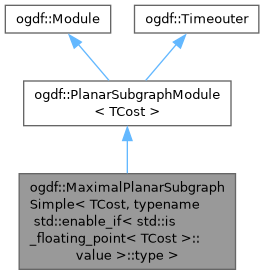 ogdf::Module
ogdf::Timeouter
ogdf::PlanarSubgraphModule
< TCost >
ogdf::MaximalPlanarSubgraph
Simple< TCost, typename
std::enable_if< std::is
_floating_point< TCost >::
value >::type >